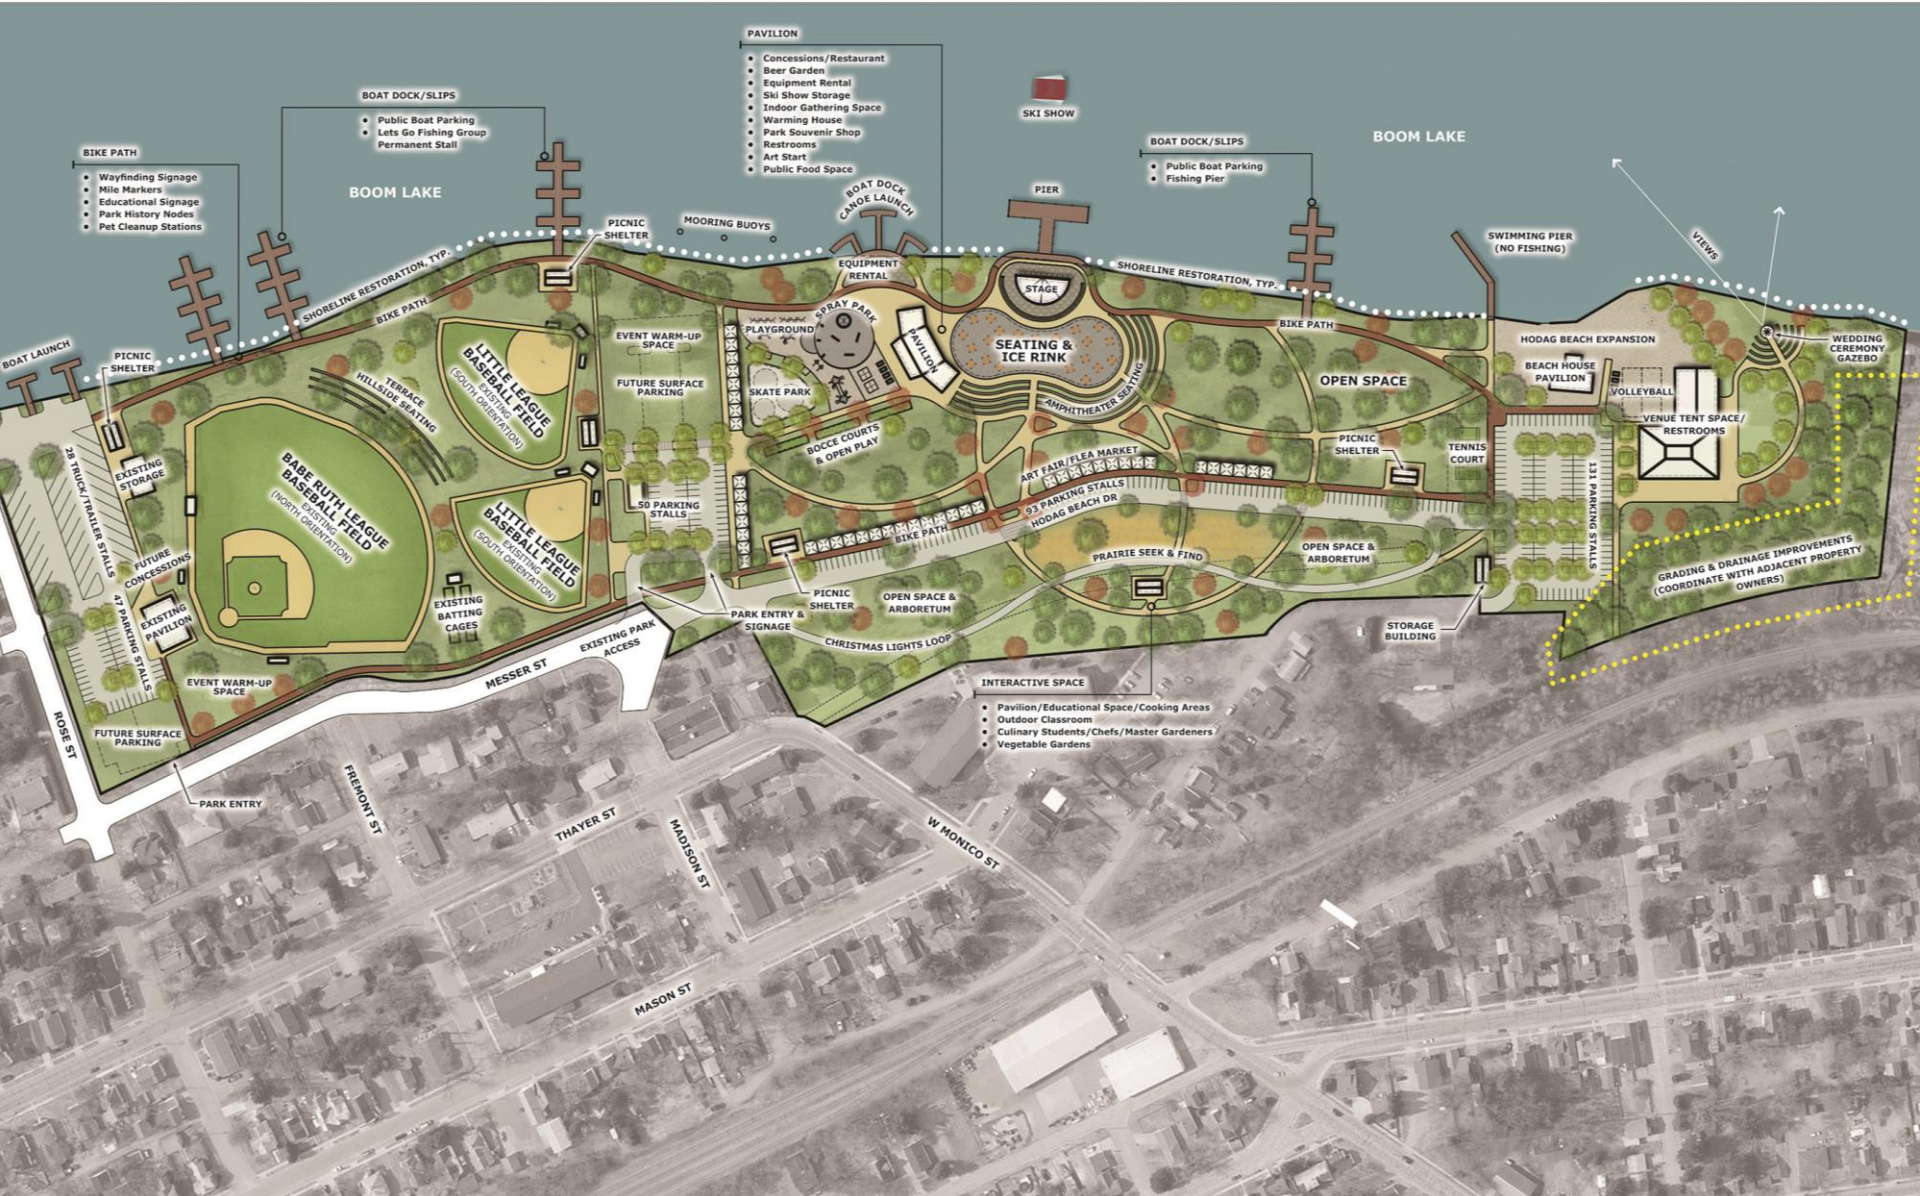 PAVILION
• Concessions/Restaurant
• Beer Garden
• Equipment Rental
• Ski Show Storage
• Indoor Gathering Space
• Warming House
• Park Souvenir Shop
• Restrooms
• Art Start
• Public Food Space
SKI SHOW
BOOM LAKE
BOAT DOCK/SLIPS
• Public Boat Parking
• Lets Go Fishing Group
Permanent Stall
BOAT DOCK/SLIPS
• Public Boat Parking
• Fishing Pier
BIKE PATH
• Wayfinding Signage
• Mile Markers
• Educational Signage
• Park History Nodes
• Pet Cleanup Stations
BOOM LAKE
BOAT DOCK
CANOE LAUNCH
PIER
MOORING BUOYS
PICNIC
SHELTER
SWIMMING PIER
(NO FISHING)
VIEWS
SHORELINE RESTORATION, TYP.
BIKE PATH
EQUIPMENT
RENTAL
STAGE
SHORELINE RESTORATION, TYP.
BIKE PATH
BOAT LAUNCH
PICNIC
SHELTER
PLAYGROUND
SPRAY PARK
PAVILION
SEATING &
ICE RINK
HODAG BEACH EXPANSION
WEDDING
CEREMONY
GAZEBO
EVENT WARM-UP
SPACE
FUTURE SURFACE
PARKING
SKATE PARK
OPEN SPACE
BEACH HOUSE
PAVILION
VOLLEYBALL
VENUE TENT SPACE/
RESTROOMS
TERRACE
HILLSIDE SEATING
LITTLE LEAGUE
BASEBALL FIELD
EXISTING
(SOUTH ORIENTATION)
AMPHITHEATER SEATING
BOCCE COURTS
& OPEN PLAY
PICNIC
SHELTER
TENNIS
COURT
28 TRUCK/TRAILER STALLS
EXISTING
STORAGE
BABE RUTH LEAGUE
BASEBALL FIELD
EXISTING
(NORTH ORIENTATION)
ART FAIR/FLEA MARKET
93 PARKING STALLS
HODAG BEACH DR
131 PARKING STALLS
50 PARKING
STALLS
LITTLE LEAGUE
BASEBALL FIELD
EXISITING
(SOUTH ORIENTATION)
BIKE PATH
PRAIRIE SEEK & FIND
OPEN SPACE &
ARBORETUM
GRADING & DRAINAGE IMPROVEMENTS
(COORDINATE WITH ADJACENT PROPERTY
OWNERS)
FUTURE
CONCESSIONS
47 PARKING STALLS
EXISTING
PAVILION
EXISTING
BATTING
CAGES
PICNIC
SHELTER
OPEN SPACE &
ARBORETUM
PARK ENTRY &
SIGNAGE
STORAGE
BUILDING
CHRISTMAS LIGHTS LOOP
EXISTING PARK
ACCESS
MESSER ST
EVENT WARM-UP
SPACE
INTERACTIVE SPACE
• Pavilion/Educational Space/Cooking Areas
• Outdoor Classroom
• Culinary Students/Chefs/Master Gardeners
• Vegetable Gardens
ROSE ST
FUTURE SURFACE
PARKING
PARK ENTRY
FREMONT ST
THAYER ST
MADISON ST
W MONICO ST
MASON ST